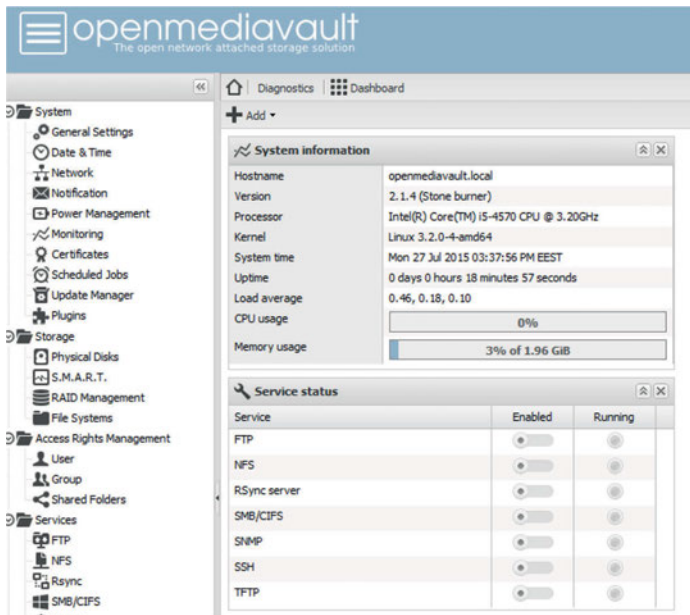 openmediavault
The open network attached storage solution
Diagnostics
Dashboard
Add
System
General Settings
Date & Time
Network
Notification
Power Management
Monitoring
Certificates
Scheduled Jobs
Update Manager
Plugins
Storage
Physical Disks
S.M.A.R.T.
RAID Management
File Systems
Access Rights Management
User
Group
Shared Folders
Services
FTP
NFS
Rsync
SMB/CIFS
System information
Hostname openmediavault.local
Version 2.1.4 (Stone burner)
Processor Intel(R) Core(TM) i5-4570 CPU @ 3.20GHz
Kernel Linux 3.2.0-4-amd64
System time Mon 27 Jul 2015 03:37:56 PM EEST
Uptime 0 days 0 hours 18 minutes 57 seconds
Load average 0.46, 0.18, 0.10
CPU usage 0%
Memory usage 3% of 1.96 GiB
Service status
Service Enabled Running
FTP
NFS
RSync server
SMB/CIFS
SNMP
SSH
TFTP